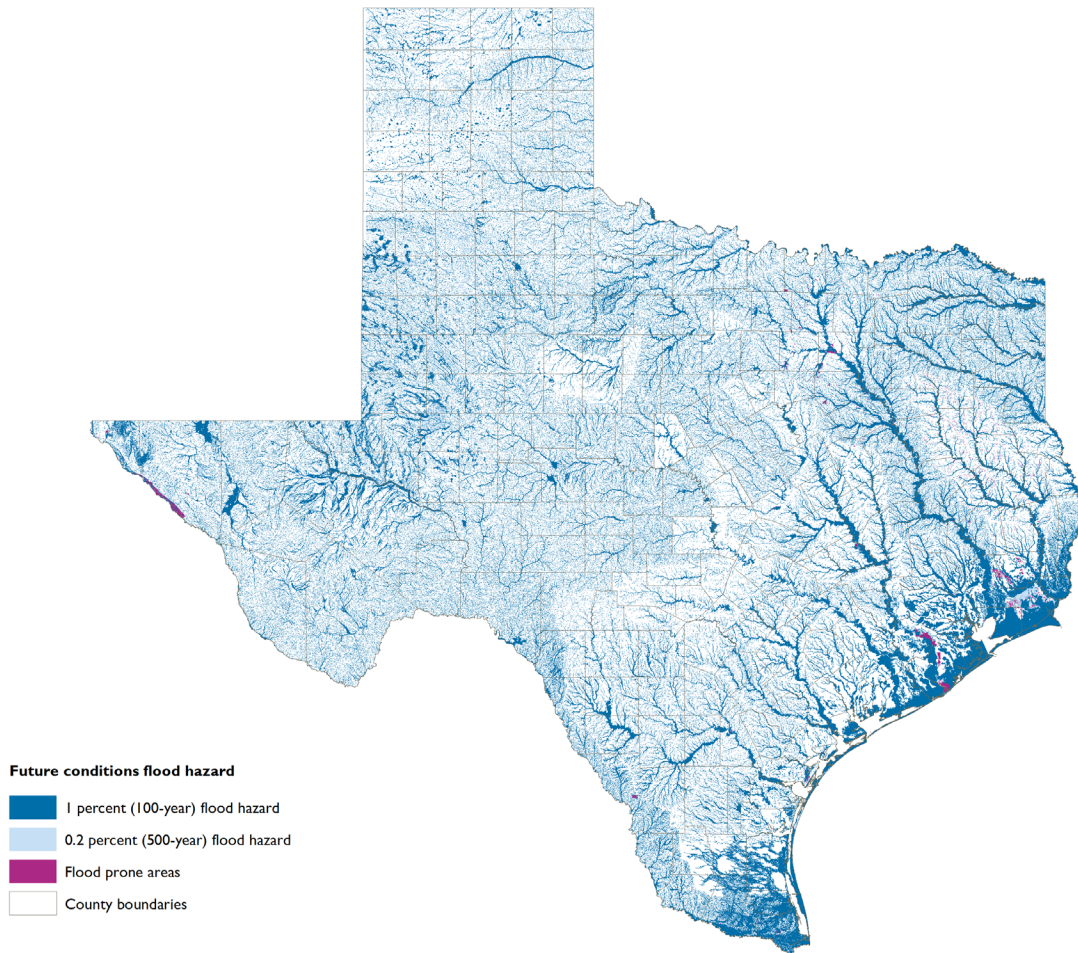 Future conditions flood hazard
1 percent (100-year) flood hazard
0.2 percent (500-year) flood hazard
Flood prone areas
County boundaries